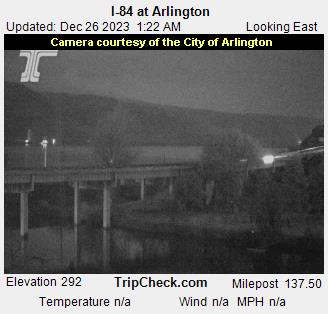 I-84 at Arlington
Updated: Dec 26 2023 1:22 AM Looking East
Camera courtesy of the City of Arlington
Elevation 292 TripCheck.com Milepost 137.50
Temperature n/a Wind n/a MPH n/a